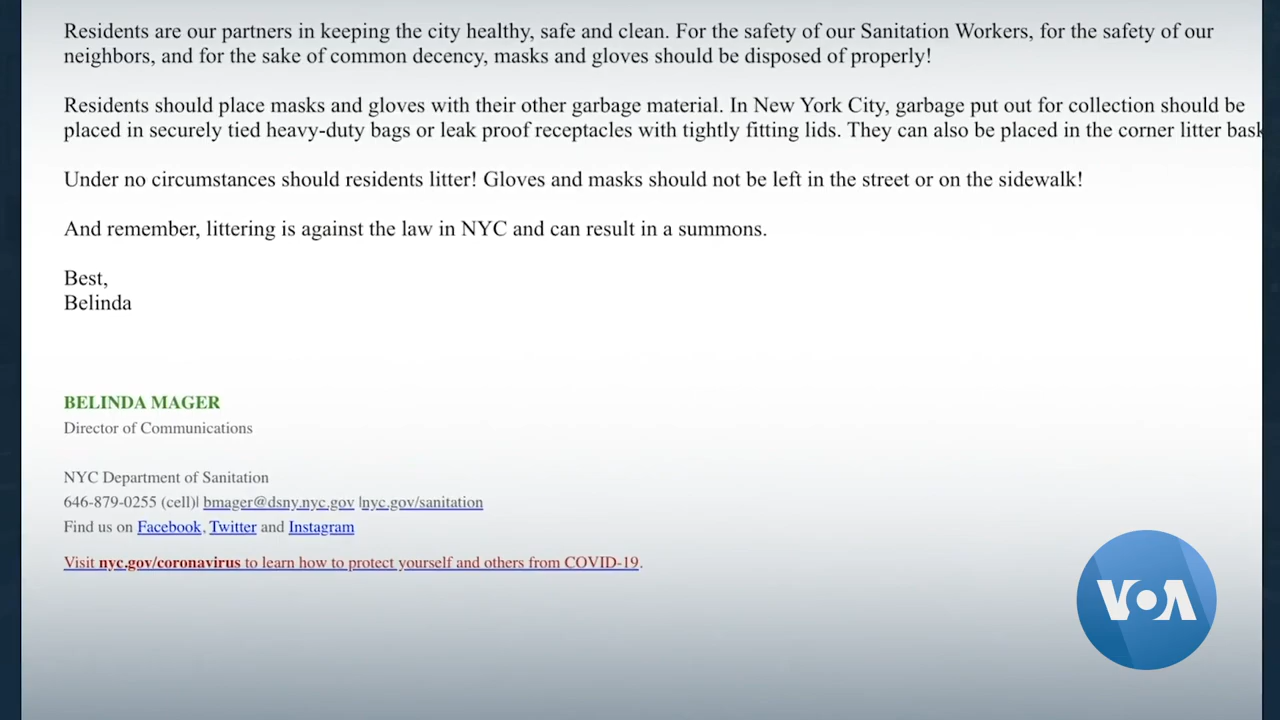 Residents are our partners in keeping the city healthy, safe and clean. For the safety of our Sanitation Workers, for the safety of our
neighbors, and for the sake of common decency, masks and gloves should be disposed of properly!
Residents should place masks and gloves with their other garbage material. In New York City, garbage put out for collection should be
placed in securely tied heavy-duty bags or leak proof receptacles with tightly fitting lids. They can also be placed in the corner litter bask
Under no circumstances should residents litter! Gloves and masks should not be left in the street or on the sidewalk!
And remember, littering is against the law in NYC and can result in a summons.
Best,
Belinda
BELINDA MAGER
Director of Communications
NYC Department of Sanitation
646-879-0255 (cell)| bmager@dsny.nyc.gov |nyc.gov/sanitation
Find us on Facebook, Twitter and Instagram
Visit nyc.gov/coronavirus to learn how to protect yourself and others from COVID-19.
VOA